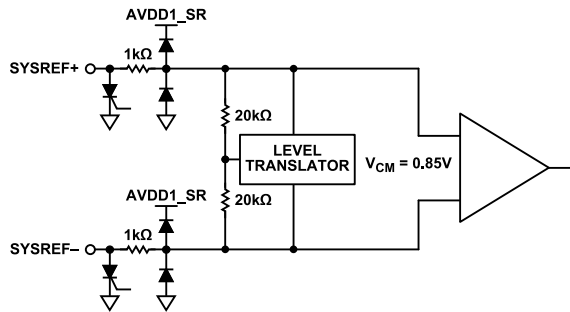 AVDD1_SR
1kΩ
SYSREF+
20kΩ
LEVEL
TRANSLATOR
V_CM = 0.85V
20kΩ
AVDD1_SR
1kΩ
SYSREF–